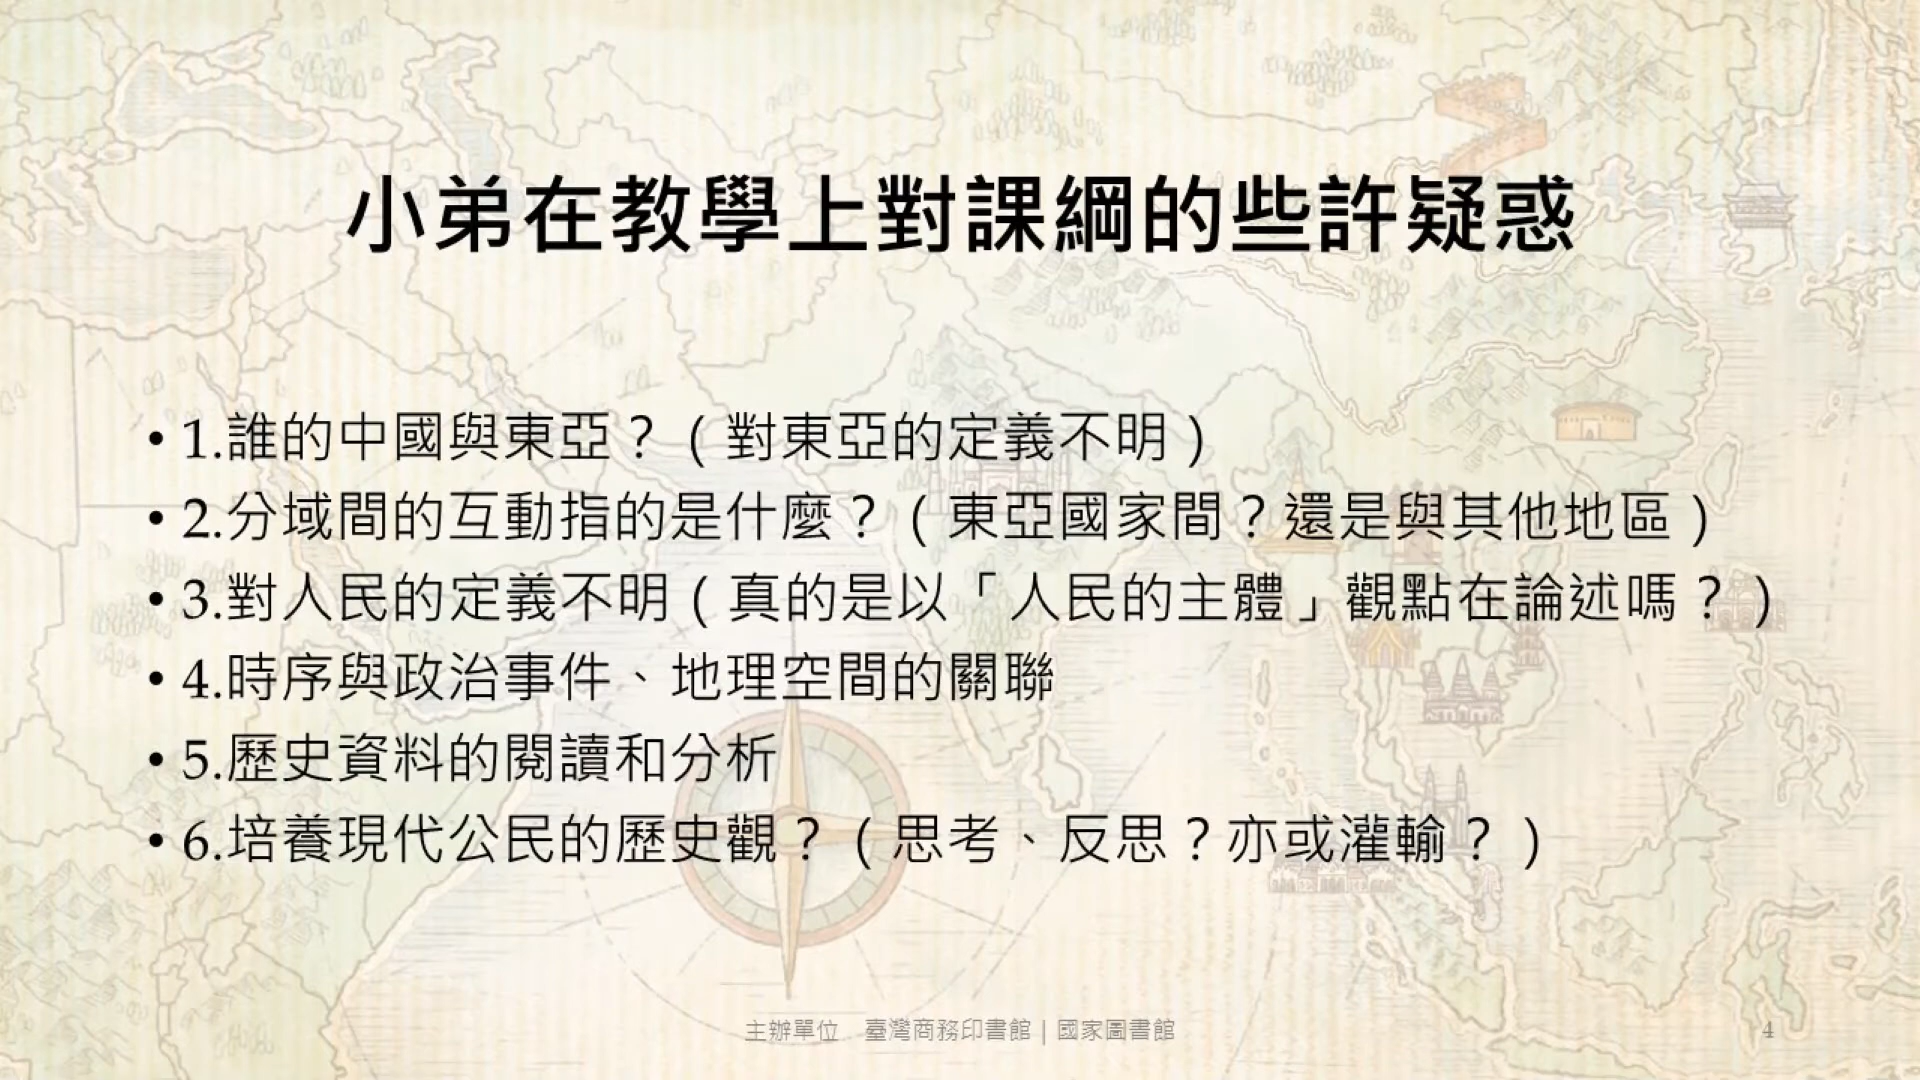 小弟在教學上對課綱的些許疑惑
• 1.誰的中國與東亞？（對東亞的定義不明）
• 2.分域間的互動指的是什麼？（東亞國家間？還是與其他地區）
• 3.對人民的定義不明（真的是以「人民的主體」觀點在論述嗎？）
• 4.時序與政治事件、地理空間的關聯
• 5.歷史資料的閱讀和分析
• 6.培養現代公民的歷史觀？（思考、反思？亦或灌輸？）
主辦單位　臺灣商務印書館 | 國家圖書館
4